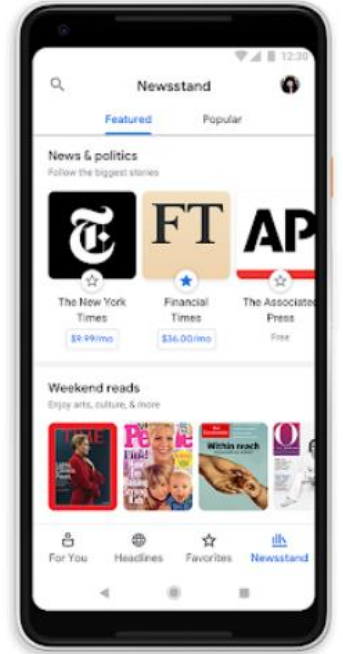 12:30
Newsstand
Featured Popular
News & politics
Follow the biggest stories
FT
AP
The New York
Times
$9.99/mo
Financial
Times
$36.00/mo
The Associated
Press
Free
Weekend reads
Enjoy arts, culture, & more
TIME
People
Pink!
Within reach
O
For You
Headlines
Favorites
Newsstand